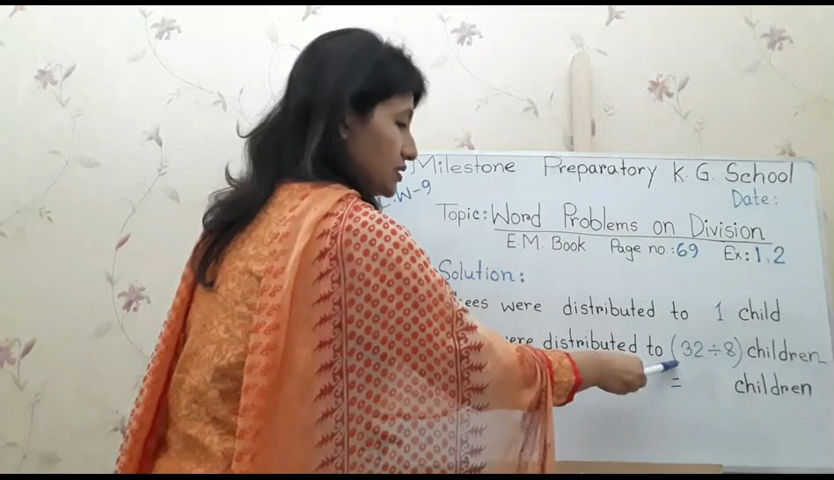 Milestone Preparatory K.G. School
W-9
Date:
Topic: Word Problems on Division
E.M. Book Page no.: 69 Ex: 1, 2
Solution:
were distributed to 1 child
were distributed to (32÷8) children
= children